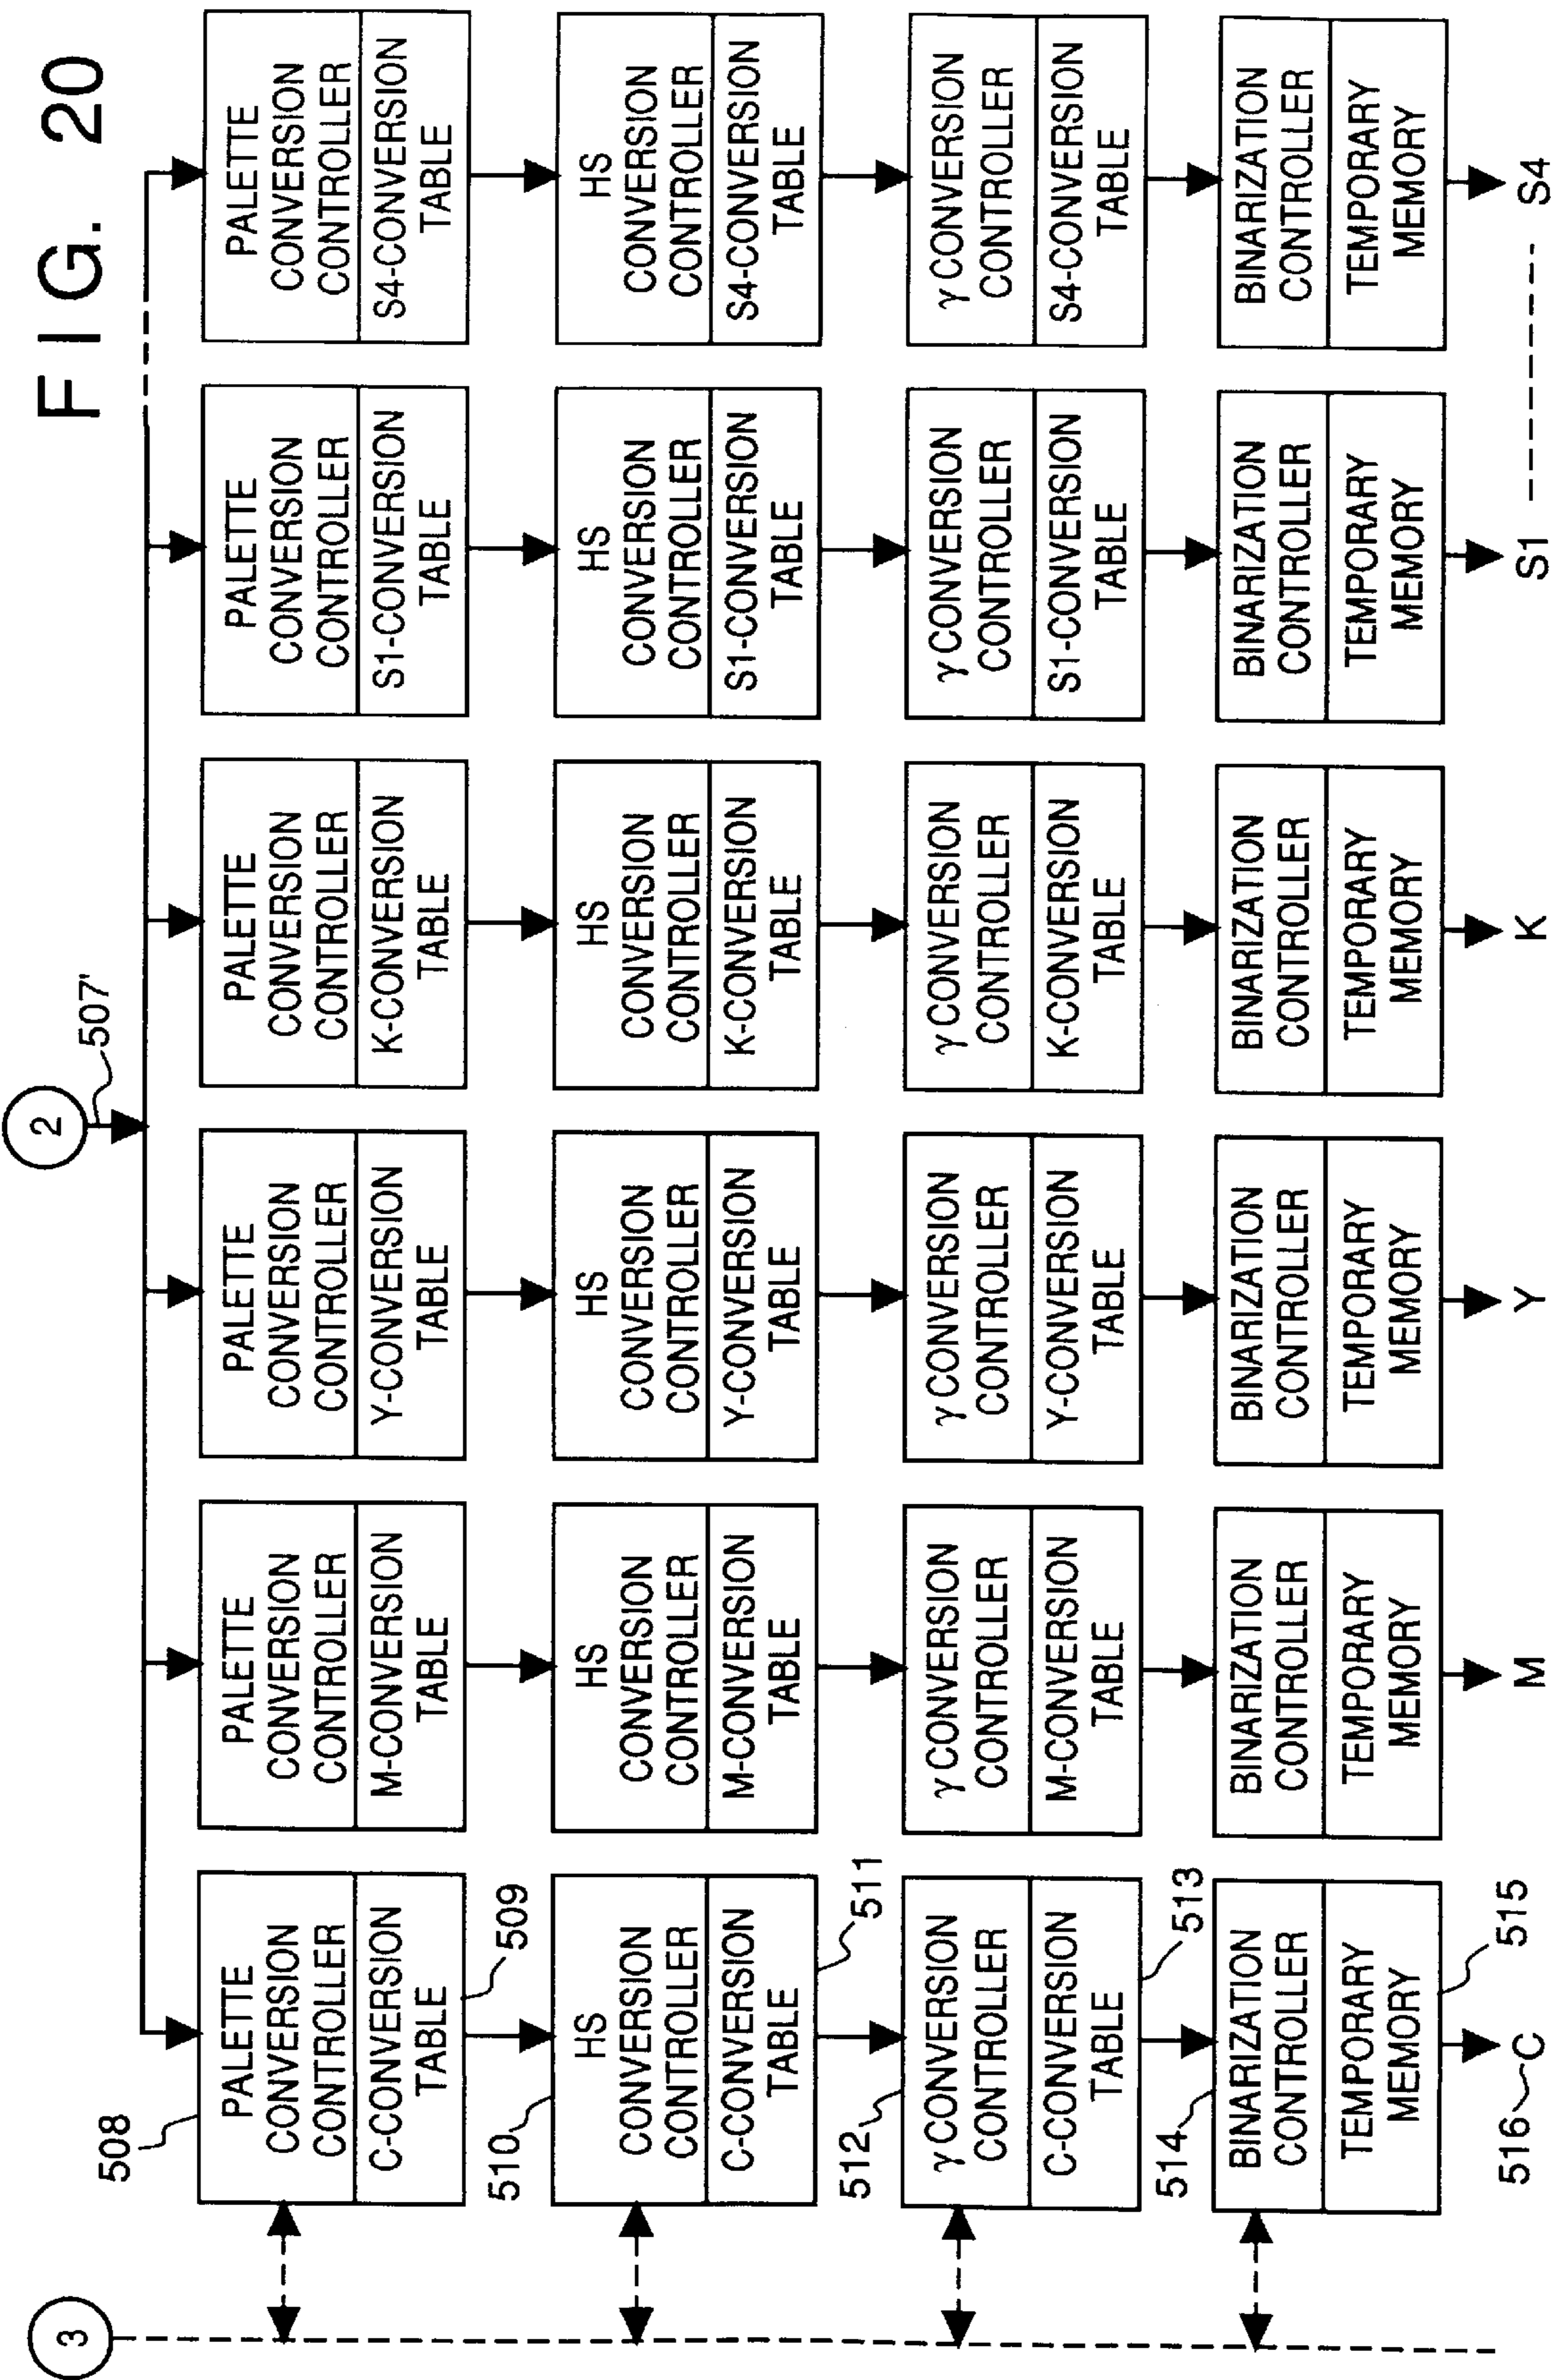 FIG. 20
2
507'
3
508
PALETTE
CONVERSION
CONTROLLER
C-CONVERSION
TABLE
509
PALETTE
CONVERSION
CONTROLLER
M-CONVERSION
TABLE
PALETTE
CONVERSION
CONTROLLER
Y-CONVERSION
TABLE
PALETTE
CONVERSION
CONTROLLER
K-CONVERSION
TABLE
PALETTE
CONVERSION
CONTROLLER
S1-CONVERSION
TABLE
PALETTE
CONVERSION
CONTROLLER
S4-CONVERSION
TABLE
510
HS
CONVERSION
CONTROLLER
C-CONVERSION
TABLE
511
HS
CONVERSION
CONTROLLER
M-CONVERSION
TABLE
HS
CONVERSION
CONTROLLER
Y-CONVERSION
TABLE
HS
CONVERSION
CONTROLLER
K-CONVERSION
TABLE
HS
CONVERSION
CONTROLLER
S1-CONVERSION
TABLE
HS
CONVERSION
CONTROLLER
S4-CONVERSION
TABLE
512
γ CONVERSION
CONTROLLER
C-CONVERSION
TABLE
513
γ CONVERSION
CONTROLLER
M-CONVERSION
TABLE
γ CONVERSION
CONTROLLER
Y-CONVERSION
TABLE
γ CONVERSION
CONTROLLER
K-CONVERSION
TABLE
γ CONVERSION
CONTROLLER
S1-CONVERSION
TABLE
γ CONVERSION
CONTROLLER
S4-CONVERSION
TABLE
514
BINARIZATION
CONTROLLER
TEMPORARY
MEMORY
515
BINARIZATION
CONTROLLER
TEMPORARY
MEMORY
BINARIZATION
CONTROLLER
TEMPORARY
MEMORY
BINARIZATION
CONTROLLER
TEMPORARY
MEMORY
BINARIZATION
CONTROLLER
TEMPORARY
MEMORY
BINARIZATION
CONTROLLER
TEMPORARY
MEMORY
516 C
M
Y
K
S1
S4